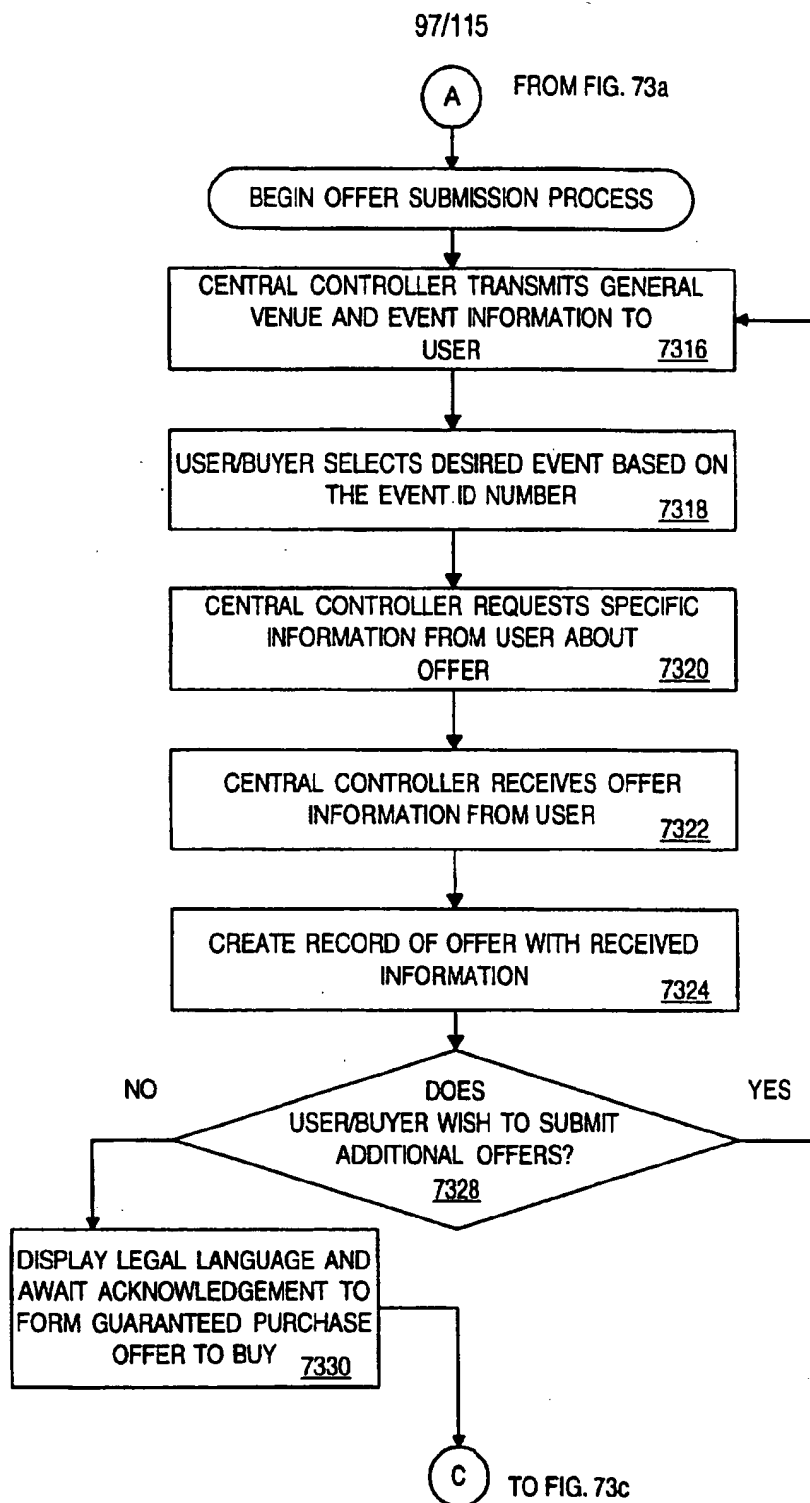 97/115
A
FROM FIG. 73a
BEGIN OFFER SUBMISSION PROCESS
CENTRAL CONTROLLER TRANSMITS GENERAL
VENUE AND EVENT INFORMATION TO
USER
7316
USER/BUYER SELECTS DESIRED EVENT BASED ON
THE EVENT ID NUMBER
7318
CENTRAL CONTROLLER REQUESTS SPECIFIC
INFORMATION FROM USER ABOUT
OFFER
7320
CENTRAL CONTROLLER RECEIVES OFFER
INFORMATION FROM USER
7322
CREATE RECORD OF OFFER WITH RECEIVED
INFORMATION
7324
NO
DOES
USER/BUYER WISH TO SUBMIT
ADDITIONAL OFFERS?
7328
YES
DISPLAY LEGAL LANGUAGE AND
AWAIT ACKNOWLEDGEMENT TO
FORM GUARANTEED PURCHASE
OFFER TO BUY
7330
C
TO FIG. 73c